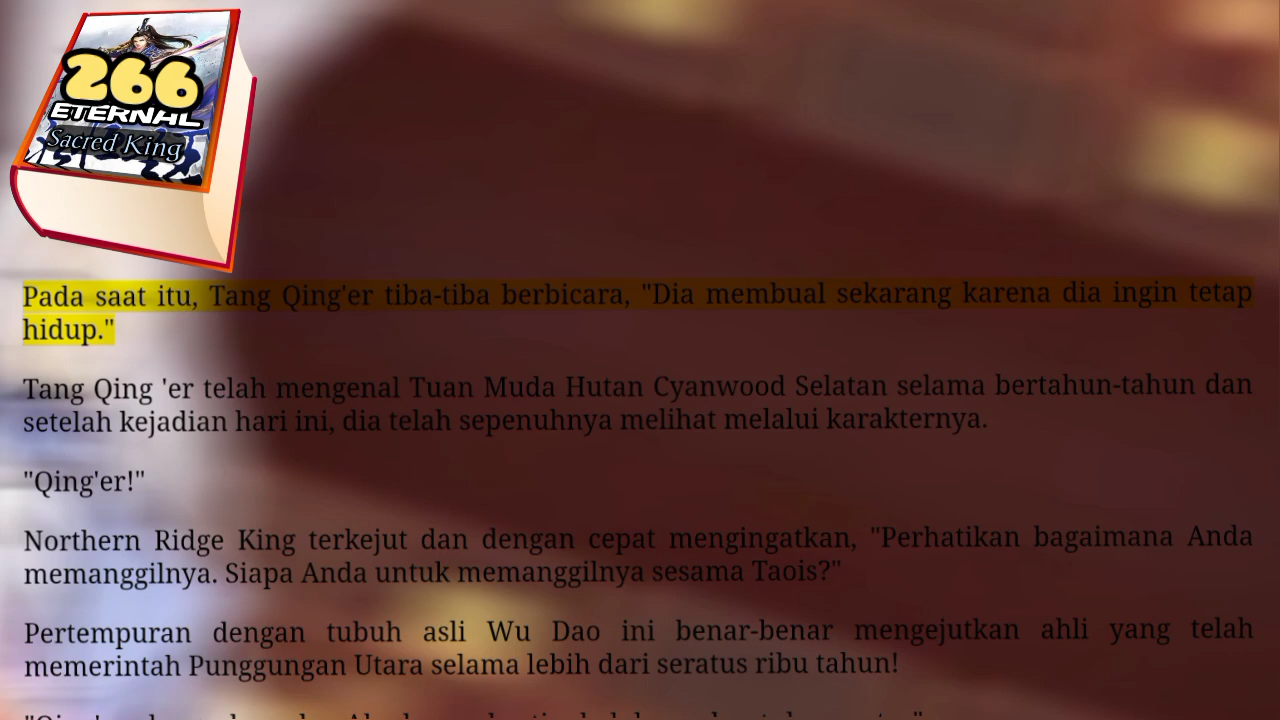 266
ETERNAL
Sacred King
Pada saat itu, Tang Qing'er tiba-tiba berbicara, "Dia membual sekarang karena dia ingin tetap
hidup."
Tang Qing 'er telah mengenal Tuan Muda Hutan Cyanwood Selatan selama bertahun-tahun dan
setelah kejadian hari ini, dia telah sepenuhnya melihat melalui karakternya.
"Qing'er!"
Northern Ridge King terkejut dan dengan cepat mengingatkan, "Perhatikan bagaimana Anda
memanggilnya. Siapa Anda untuk memanggilnya sesama Taois?"
Pertempuran dengan tubuh asli Wu Dao ini benar-benar mengejutkan ahli yang telah
memerintah Punggungan Utara selama lebih dari seratus ribu tahun!